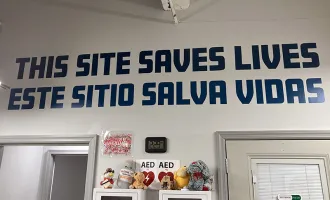 THIS SITE SAVES LIVES
ESTE SITIO SALVA VIDAS
AED AED